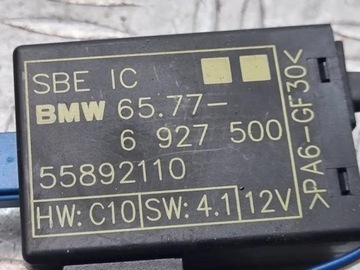 SBE IC
BMW 65.77-
6 927 500
55892110
HW: C10 SW: 4.1 12V
>PA6-GF30<